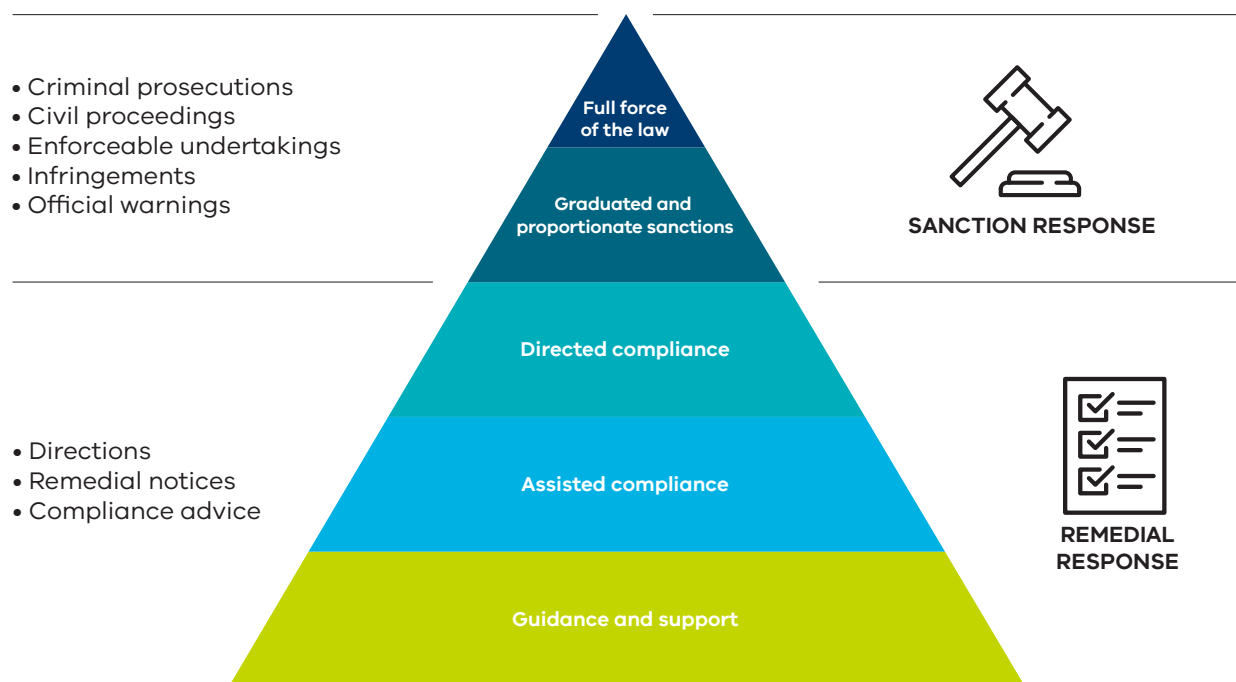 • Criminal prosecutions
• Civil proceedings
• Enforceable undertakings
• Infringements
• Official warnings
Full force
of the law
Graduated and
proportionate sanctions
SANCTION RESPONSE
Directed compliance
• Directions
• Remedial notices
• Compliance advice
Assisted compliance
REMEDIAL
RESPONSE
Guidance and support